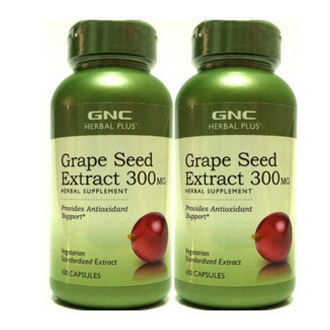 GNC
HERBAL PLUS
Grape Seed
Extract 300MG
HERBAL SUPPLEMENT
Provides Antioxidant
Support*
Vegetarian
Standardized Extract
100 CAPSULES
GNC
HERBAL PLUS
Grape Seed
Extract 300MG
HERBAL SUPPLEMENT
Provides Antioxidant
Support*
Vegetarian
Standardized Extract
100 CAPSULES